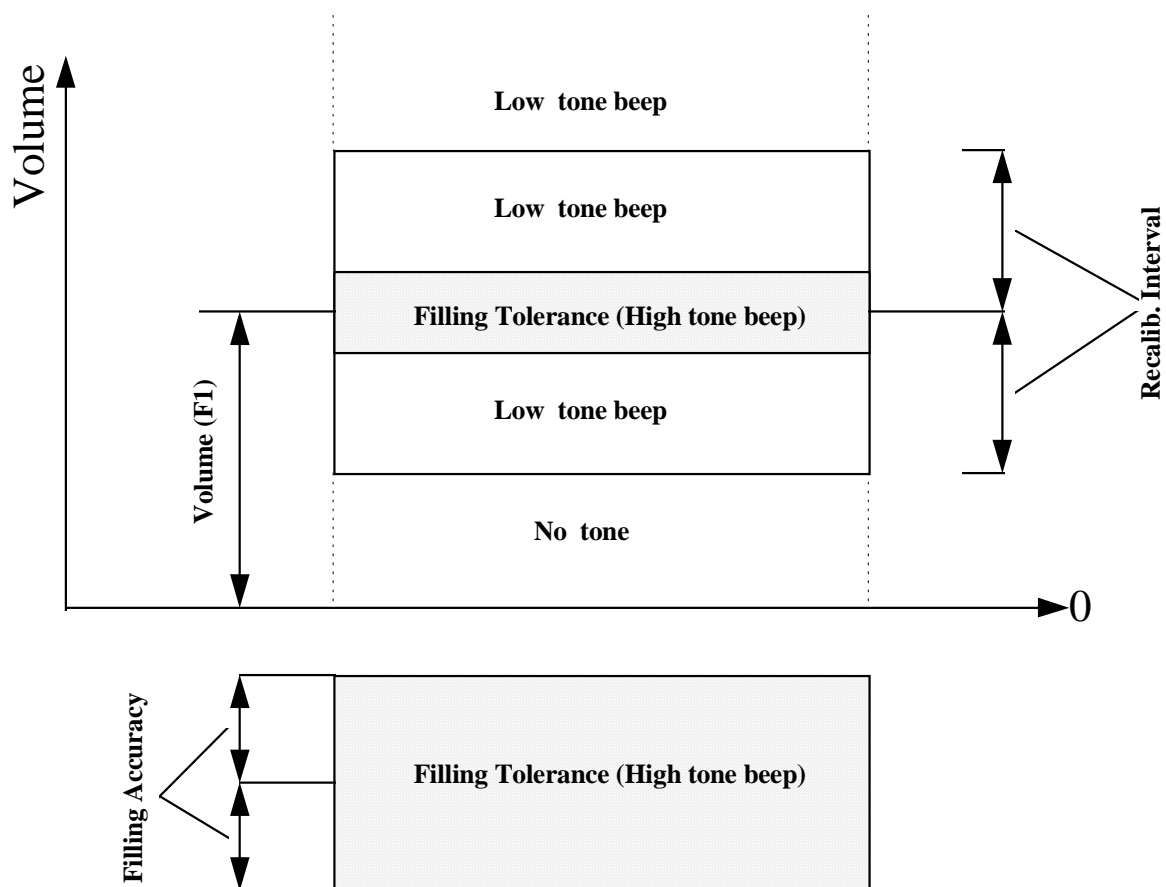 Volume
Low tone beep
Low tone beep
Filling Tolerance (High tone beep)
Low tone beep
No tone
Volume (F1)
Recalib. Interval
0
Filling Accuracy
Filling Tolerance (High tone beep)